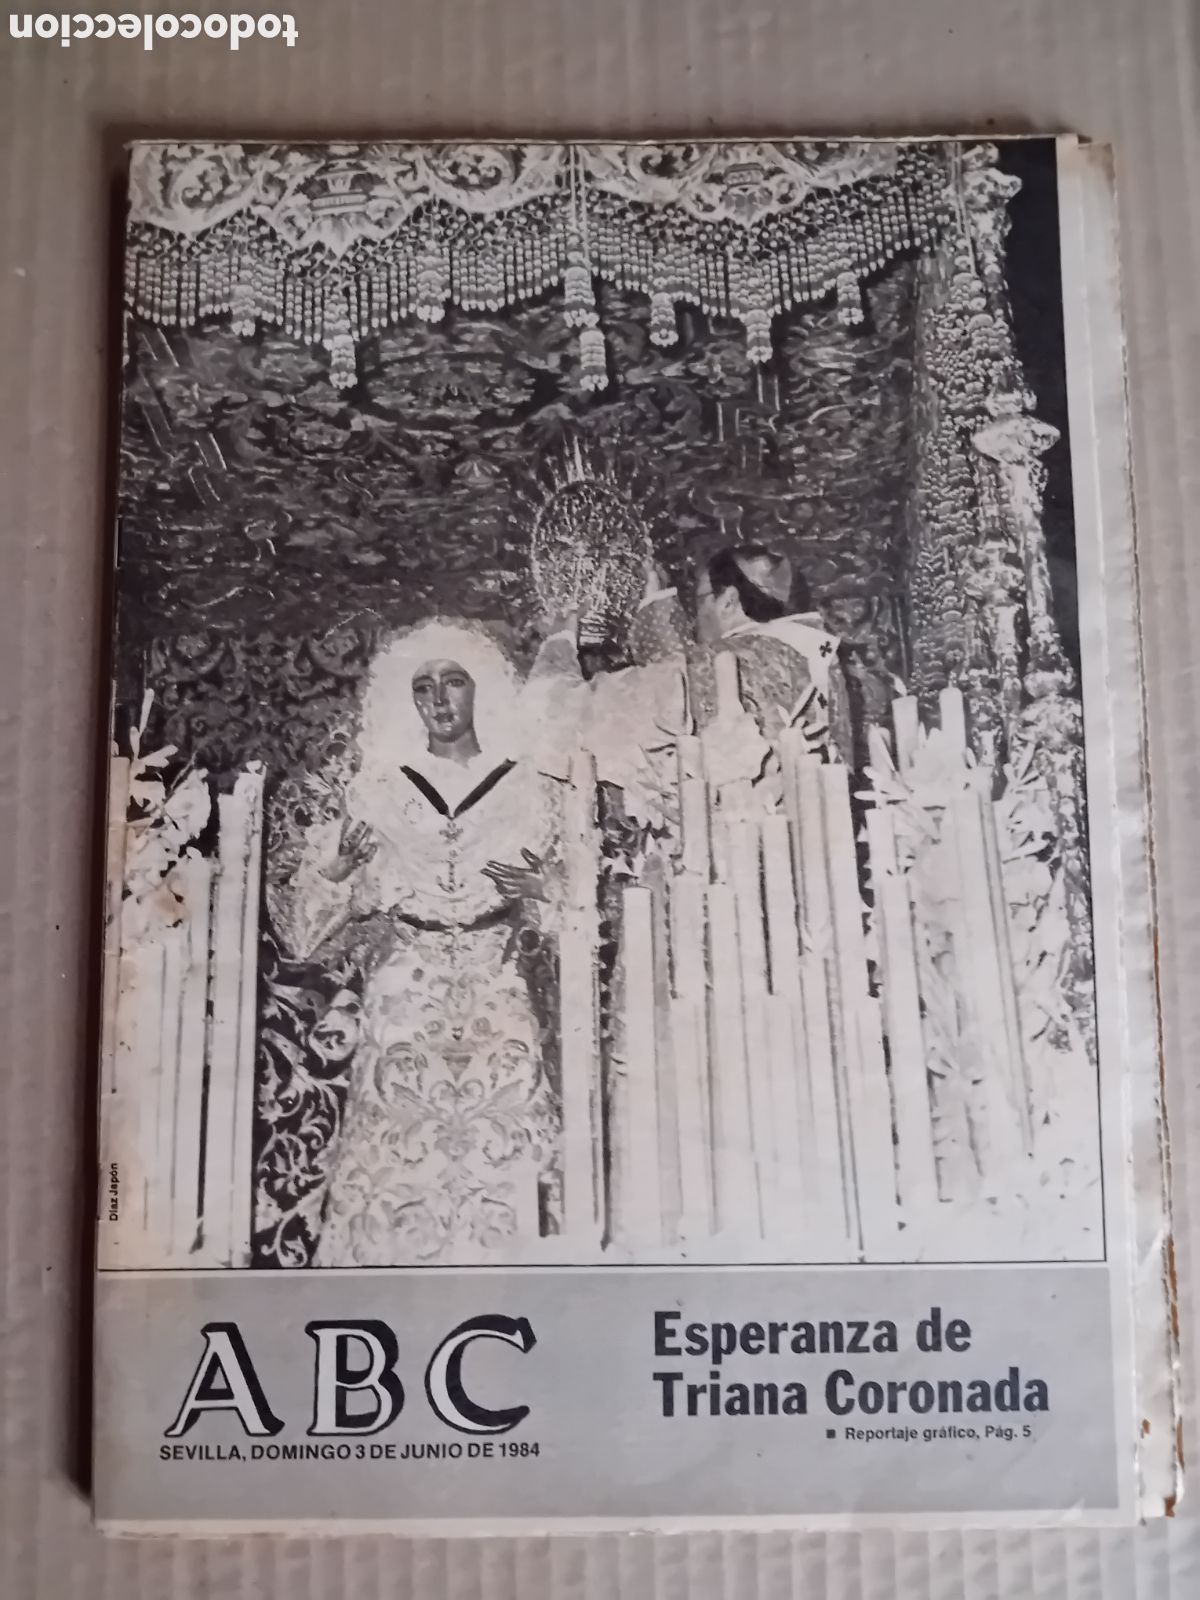 todocoleccion
Díaz Japón
ABC
SEVILLA, DOMINGO 3 DE JUNIO DE 1984
Esperanza de
Triana Coronada
■ Reportaje gráfico, Pág. 5